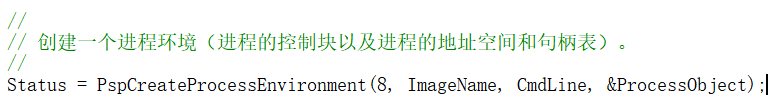 //
// 创建一个进程环境（进程的控制块以及进程的地址空间和句柄表）。
//
Status = PspCreateProcessEnvironment(8, ImageName, CmdLine, &ProcessObject);